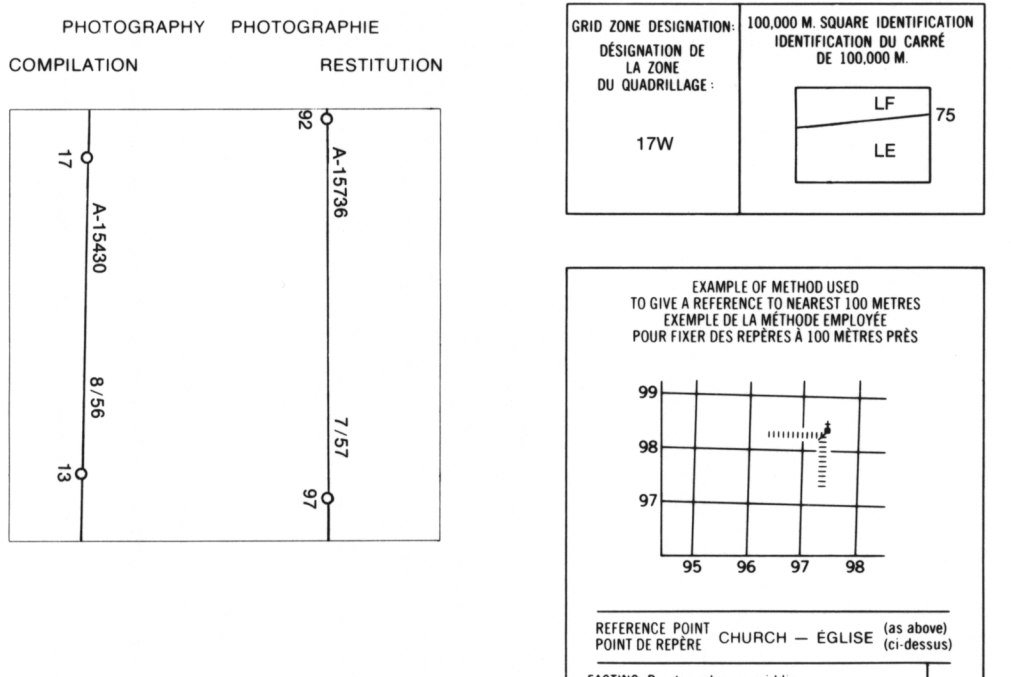 PHOTOGRAPHY PHOTOGRAPHIE
COMPILATION RESTITUTION
17
A-15430
8/56
13
92
A-15736
7/57
97
GRID ZONE DESIGNATION:
DÉSIGNATION DE
LA ZONE
DU QUADRILLAGE :
17W
100,000 M. SQUARE IDENTIFICATION
IDENTIFICATION DU CARRÉ
DE 100,000 M.
LF
75
LE
EXAMPLE OF METHOD USED
TO GIVE A REFERENCE TO NEAREST 100 METRES
EXEMPLE DE LA MÉTHODE EMPLOYÉE
POUR FIXER DES REPÈRES À 100 MÈTRES PRÈS
99
98
97
95 96 97 98
REFERENCE POINT
POINT DE REPÈRE
CHURCH — ÉGLISE
(as above)
(ci-dessus)